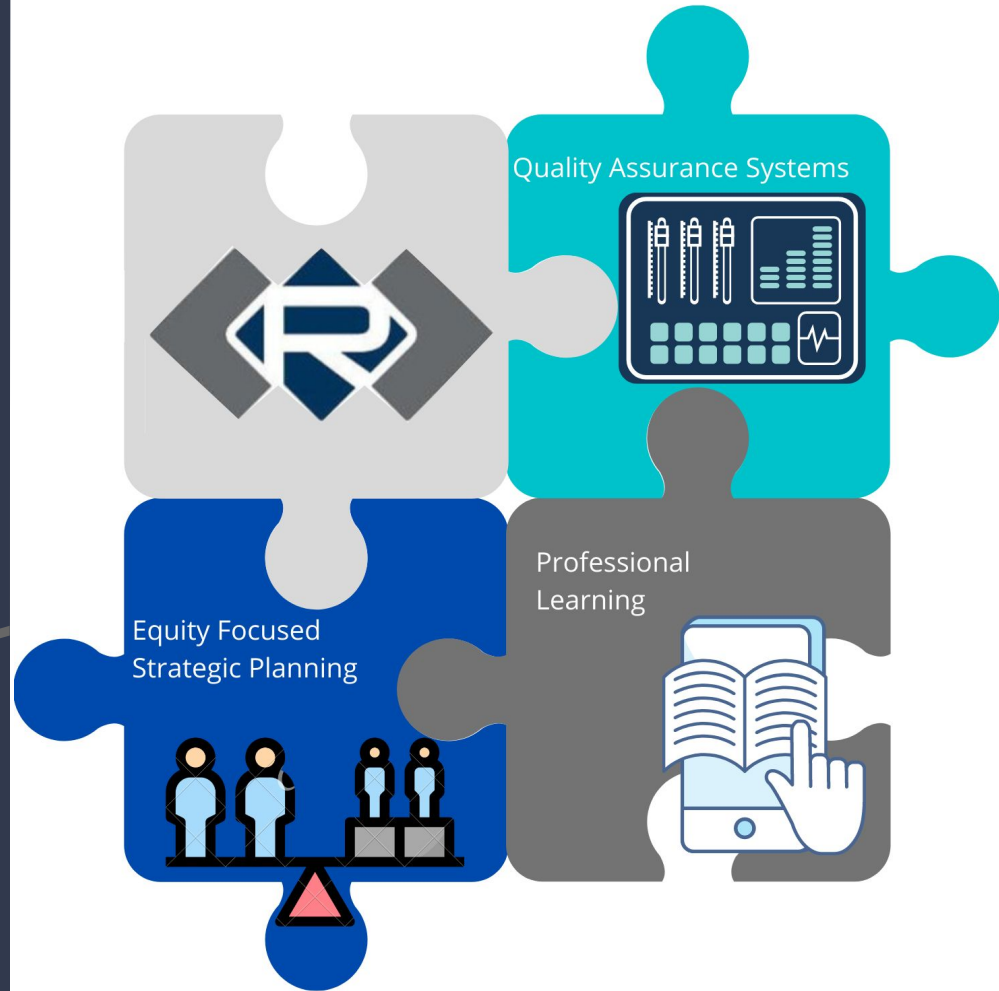 Quality Assurance Systems
R
Professional
Learning
Equity Focused
Strategic Planning